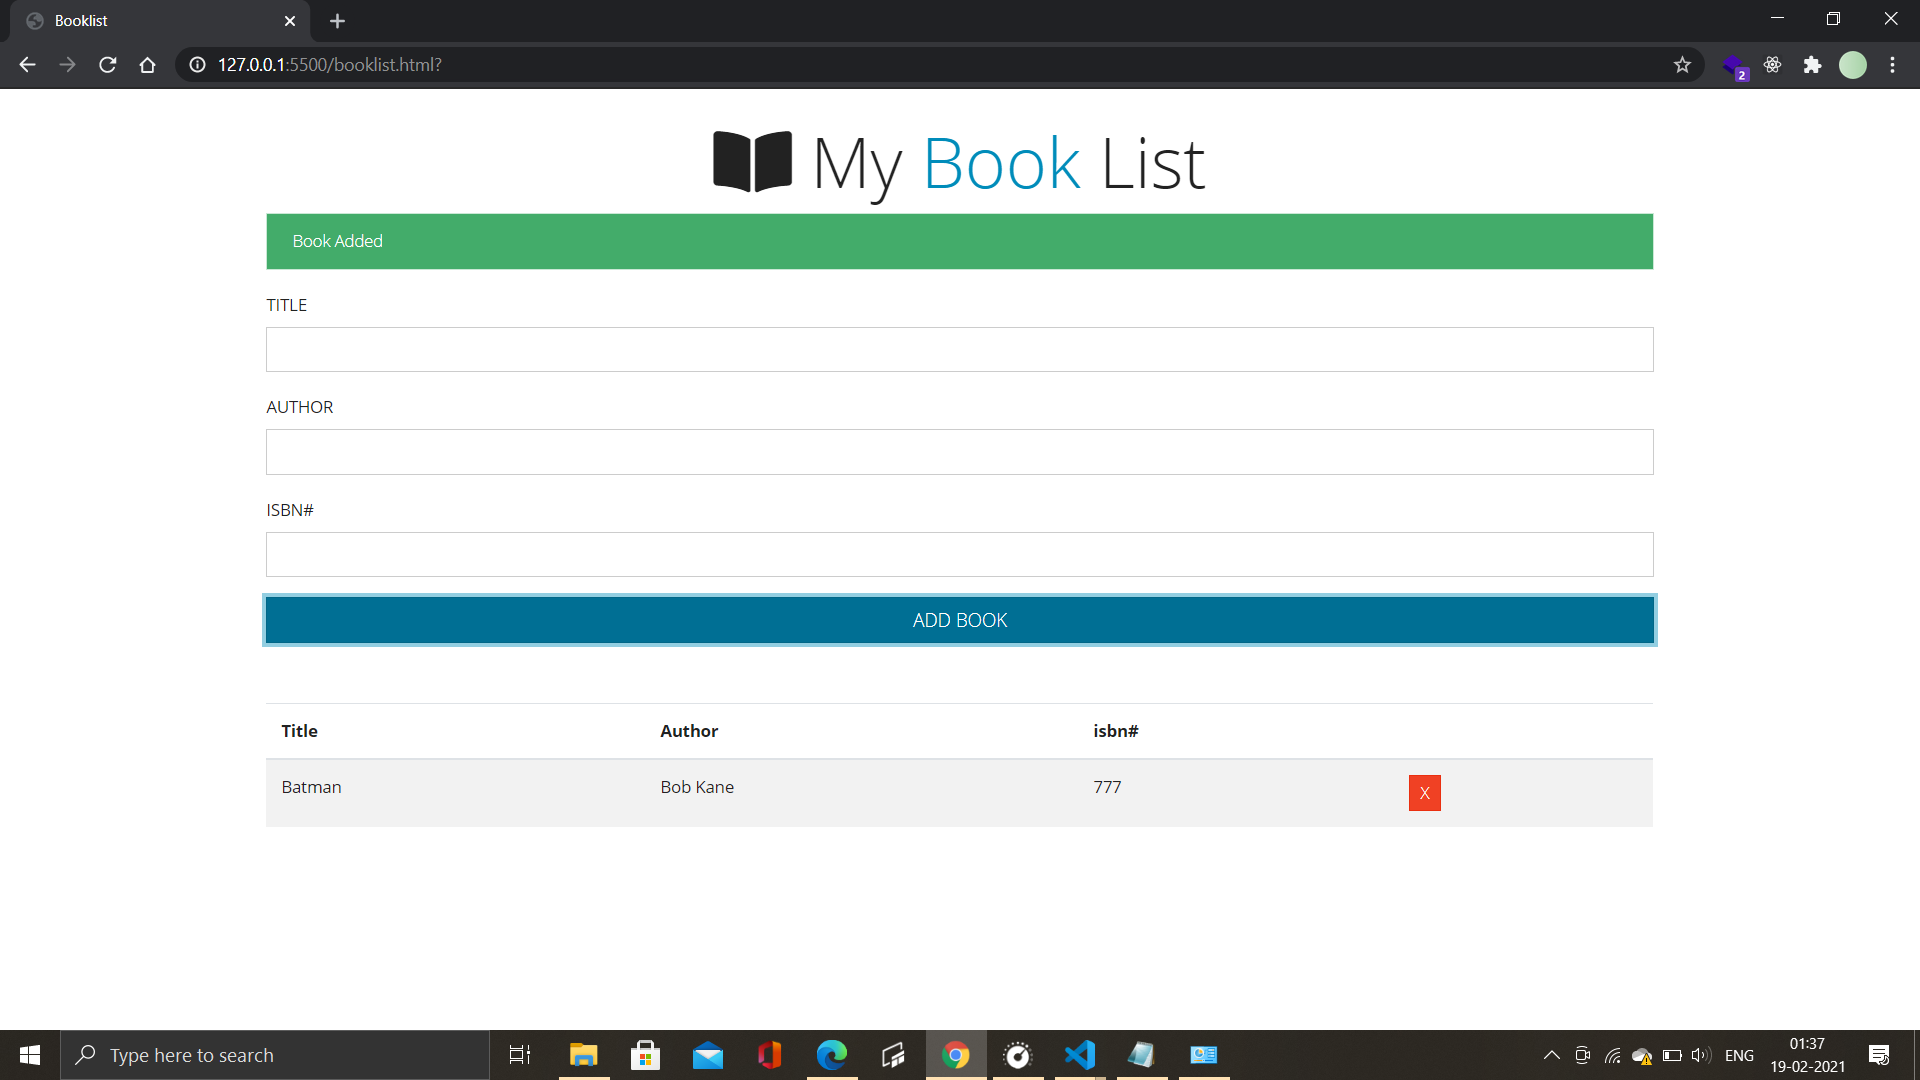 Booklist
127.0.0.1:5500/booklist.html?
2
My Book List
Book Added
TITLE
AUTHOR
ISBN#
ADD BOOK
Title Author isbn#
Batman Bob Kane 777 X
Type here to search
ENG
01:37
19-02-2021